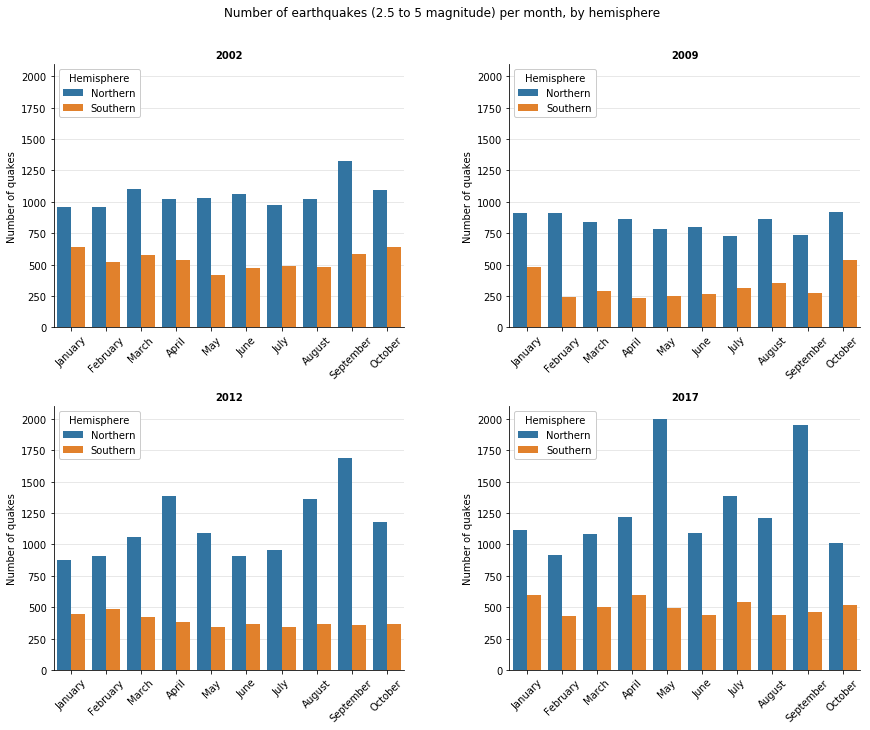 Number of earthquakes (2.5 to 5 magnitude) per month, by hemisphere
2002
Number of quakes
2000
1750
1500
1250
1000
750
500
250
0
Hemisphere
Northern
Southern
January
February
March
April
May
June
July
August
September
October
2009
Number of quakes
2000
1750
1500
1250
1000
750
500
250
0
Hemisphere
Northern
Southern
January
February
March
April
May
June
July
August
September
October
2012
Number of quakes
2000
1750
1500
1250
1000
750
500
250
0
Hemisphere
Northern
Southern
January
February
March
April
May
June
July
August
September
October
2017
Number of quakes
2000
1750
1500
1250
1000
750
500
250
0
Hemisphere
Northern
Southern
January
February
March
April
May
June
July
August
September
October